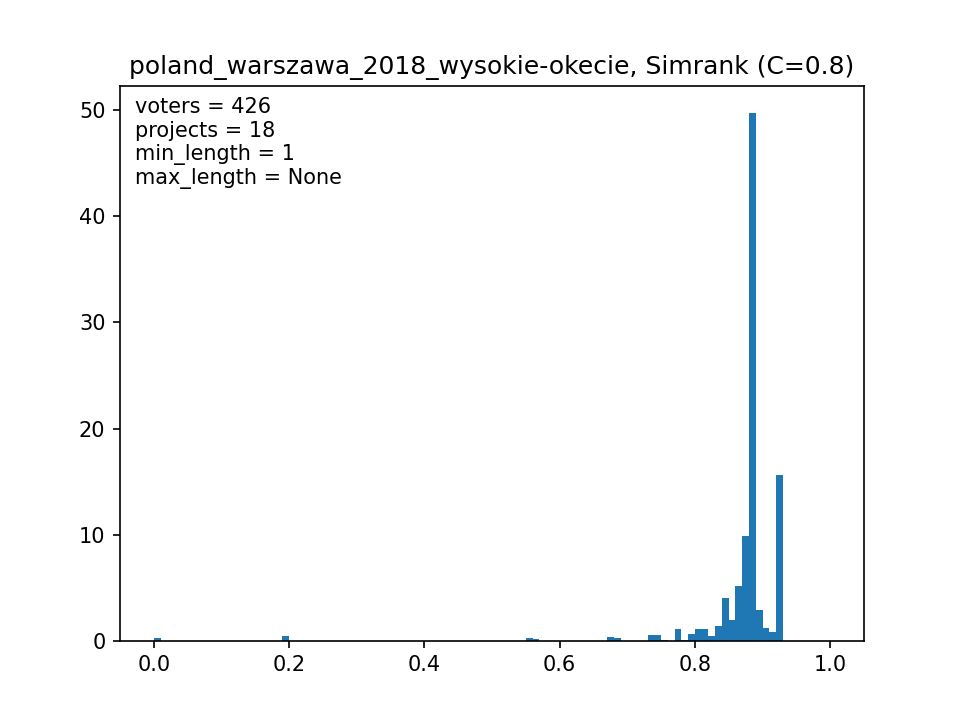 poland_warszawa_2018_wysokie-okecie, Simrank (C=0.8)
voters = 426
projects = 18
min_length = 1
max_length = None
50
40
30
20
10
0
0.0 0.2 0.4 0.6 0.8 1.0